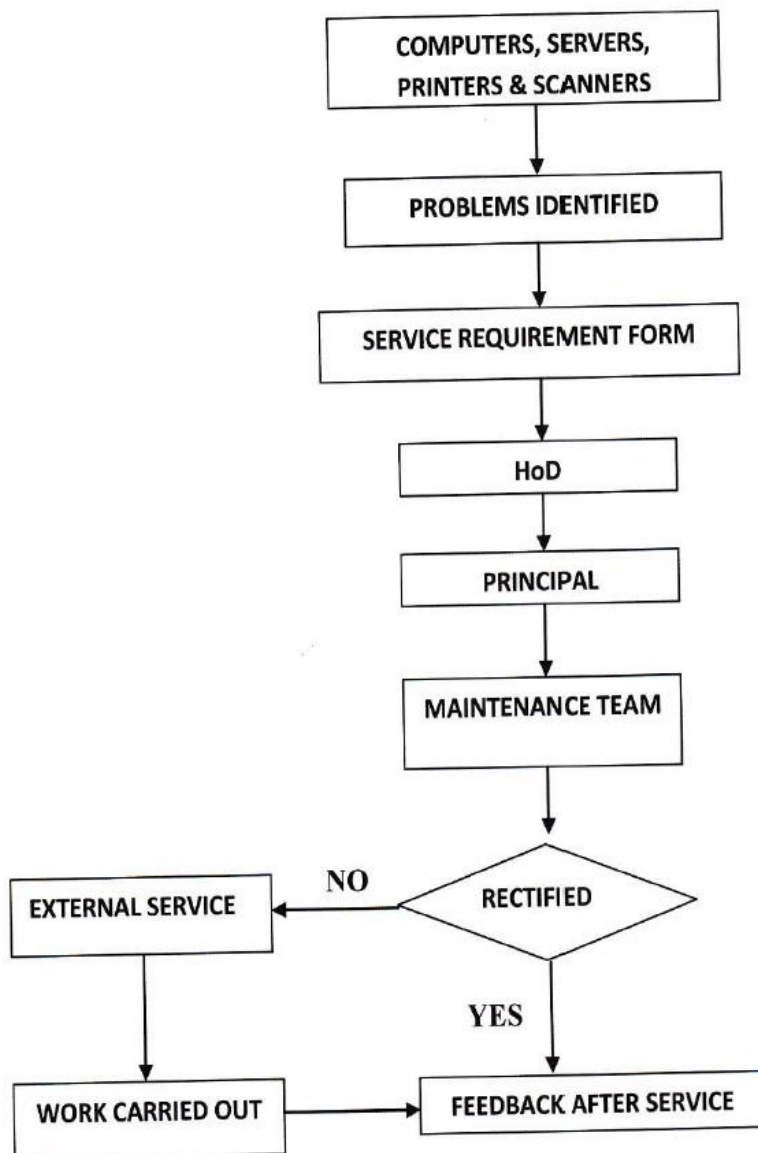 COMPUTERS, SERVERS,
PRINTERS & SCANNERS
PROBLEMS IDENTIFIED
SERVICE REQUIREMENT FORM
HoD
PRINCIPAL
MAINTENANCE TEAM
RECTIFIED
NO
EXTERNAL SERVICE
YES
WORK CARRIED OUT
FEEDBACK AFTER SERVICE